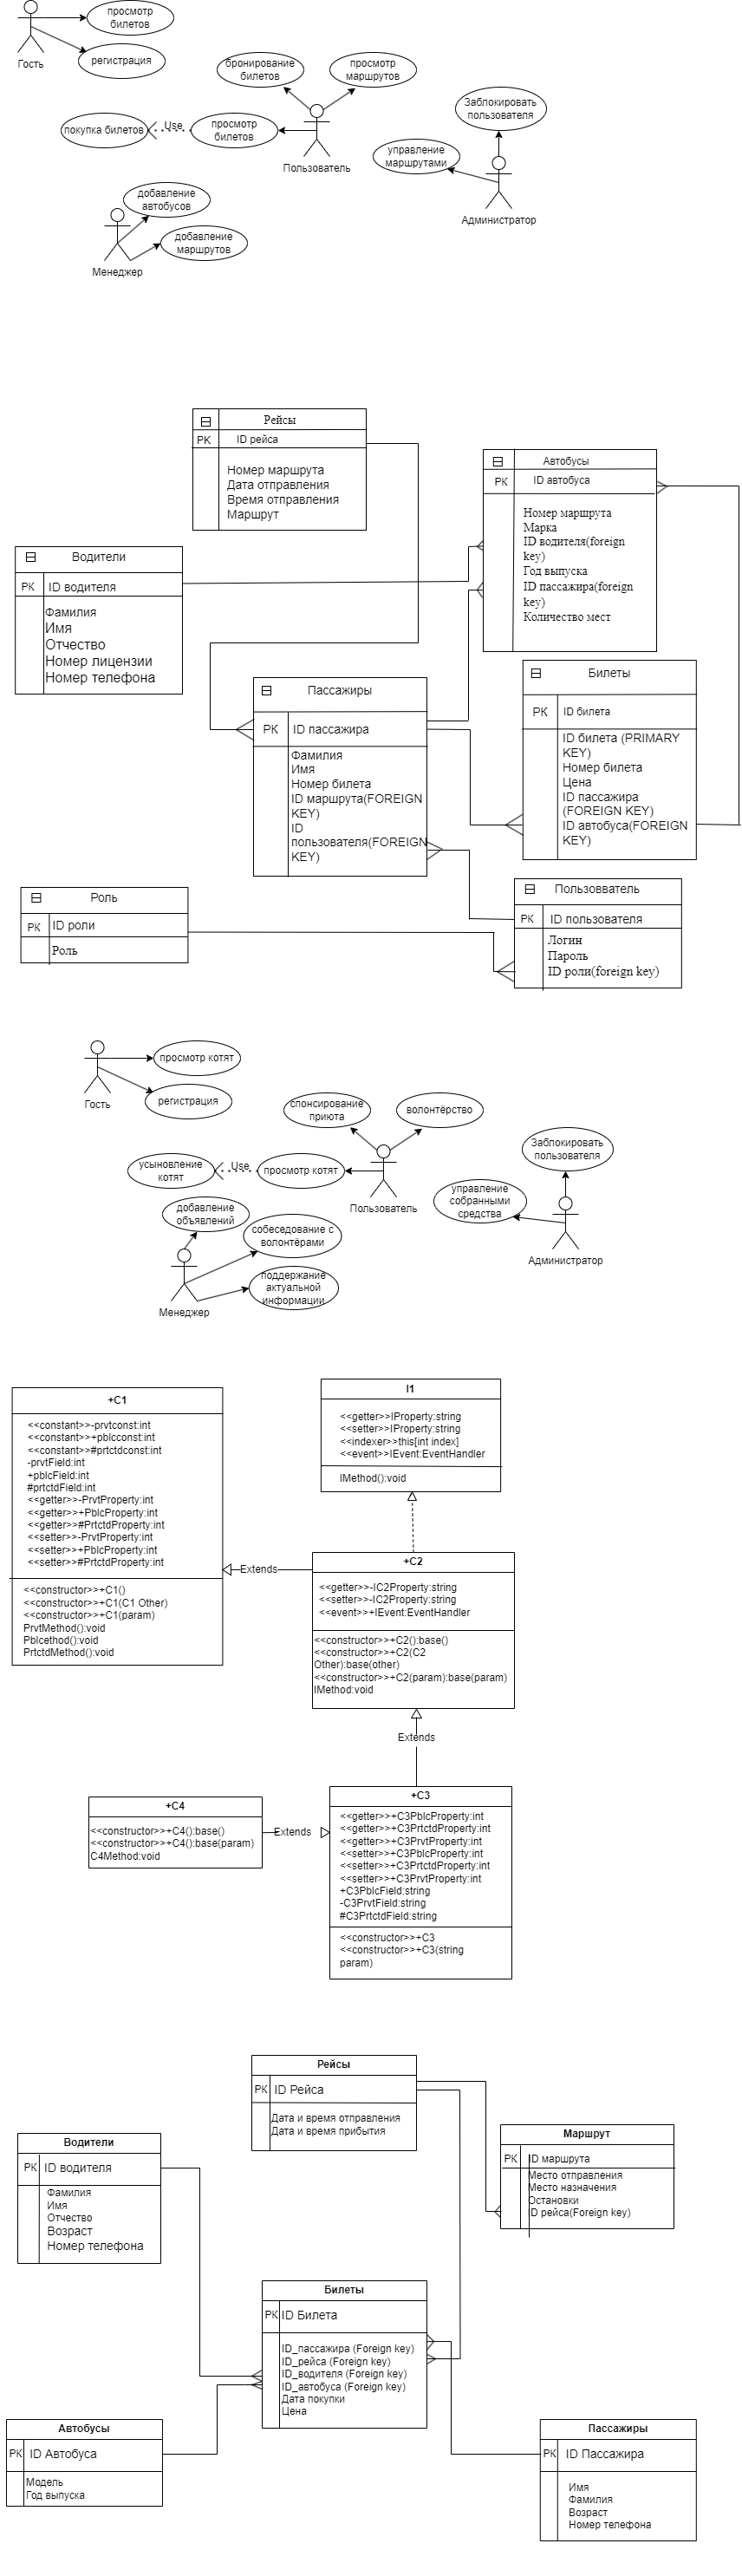 просмотр
билетов
регистрация
Гость
бронирование
билетов
просмотр
маршрутов
покупка билетов
Use
просмотр
билетов
Пользователь
Заблокировать
пользователя
управление
маршрутами
Администратор
добавление
автобусов
добавление
маршрутов
Менеджер
Рейсы
PK
ID рейса
Номер маршрута
Дата отправления
Время отправления
Маршрут
Автобусы
PK
ID автобуса
Номер маршрута
Марка
ID водителя(foreign
key)
Год выпуска
ID пассажира(foreign
key)
Количество мест
Водители
PK
ID водителя
Фамилия
Имя
Отчество
Номер лицензии
Номер телефона
Пассажиры
PK
ID пассажира
Фамилия
Имя
Номер билета
ID маршрута(FOREIGN
KEY)
ID
пользователя(FOREIGN
KEY)
Билеты
PK
ID билета
ID билета (PRIMARY
KEY)
Номер билета
Цена
ID пассажира
(FOREIGN KEY)
ID автобуса(FOREIGN
KEY)
Роль
PK
ID роли
Роль
Пользовватель
PK
ID пользователя
Логин
Пароль
ID роли(foreign key)
просмотр котят
регистрация
Гость
спонсирование
приюта
волонтёрство
усыновление
котят
Use
просмотр котят
Пользователь
Заблокировать
пользователя
управление
собранными
средства
Администратор
добавление
объявлений
собеседование с
волонтёрами
поддержание
актуальной
информации
Менеджер
+C1
<<constant>>-prvtconst:int
<<constant>>+pblcconst:int
<<constant>>#prtctdconst:int
-prvtField:int
+pblcField:int
#prtctdField:int
<<getter>>-PrvtProperty:int
<<getter>>+PblcProperty:int
<<getter>>#PrtctdProperty:int
<<setter>>-PrvtProperty:int
<<setter>>+PblcProperty:int
<<setter>>#PrtctdProperty:int
<<constructor>>+C1()
<<constructor>>+C1(C1 Other)
<<constructor>>+C1(param)
PrvtMethod():void
Pblcethod():void
PrtctdMethod():void
I1
<<getter>>IProperty:string
<<setter>>IProperty:string
<<indexer>>this[int index]
<<event>>IEvent:EventHandler
IMethod():void
Extends
+C2
<<getter>>-IC2Property:string
<<setter>>-IC2Property:string
<<event>>+IEvent:EventHandler
<<constructor>>+C2():base()
<<constructor>>+C2(C2
Other):base(other)
<<constructor>>+C2(param):base(param)
IMethod:void
Extends
+C4
<<constructor>>+C4():base()
<<constructor>>+C4():base(param)
C4Method:void
Extends
+C3
<<getter>>+C3PblcProperty:int
<<getter>>+C3PrtctdProperty:int
<<getter>>+C3PrvtProperty:int
<<setter>>+C3PblcProperty:int
<<setter>>+C3PrtctdProperty:int
<<setter>>+C3PrvtProperty:int
+C3PblcField:string
-C3PrvtField:string
#C3PrtctdField:string
<<constructor>>+C3
<<constructor>>+C3(string
param)
Рейсы
PK
ID Рейса
Дата и время отправления
Дата и время прибытия
Водители
PK
ID водителя
Фамилия
Имя
Отчество
Возраст
Номер телефона
Маршрут
PK
ID маршрута
Место отправления
Место назначения
Остановки
ID рейса(Foreign key)
Билеты
PK
ID Билета
ID_пассажира (Foreign key)
ID_рейса (Foreign key)
ID_водителя (Foreign key)
ID_автобуса (Foreign key)
Дата покупки
Цена
Автобусы
PK
ID Автобуса
Модель
Год выпуска
Пассажиры
PK
ID Пассажира
Имя
Фамилия
Возраст
Номер телефона